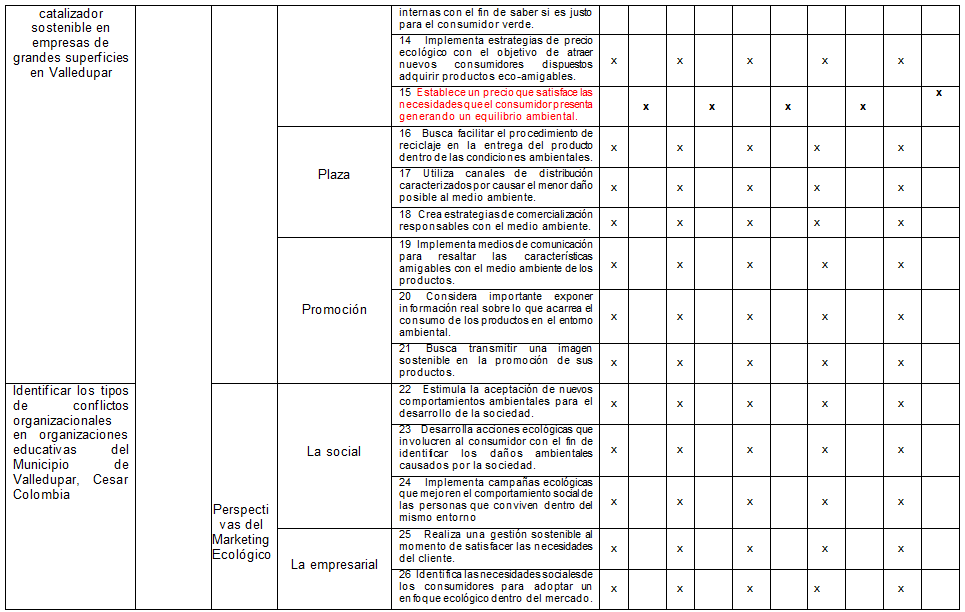 catalizador
sostenible en
empresas de
grandes superficies
en Valledupar
internas con el fin de saber si es justo
para el consumidor verde.
14 Implementa estrategias de precio
ecológico con el objetivo de atraer
nuevos consumidores dispuestos
adquirir productos eco-amigables.
x x x x x
15 Establece un precio que satisface las
necesidades que el consumidor presenta
generando un equilibrio ambiental.
x x x x x
Plaza
16 Busca facilitar el procedimiento de
reciclaje en la entrega del producto
dentro de las condiciones ambientales.
x x x x x
17 Utiliza canales de distribución
caracterizados por causar el menor daño
posible al medio ambiente.
x x x x x
18 Crea estrategias de comercialización
responsables con el medio ambiente.
x x x x x
Promoción
19 Implementa medios de comunicación
para resaltar las características
amigables con el medio ambiente de los
productos.
x x x x x
20 Considera importante exponer
información real sobre lo que acarrea el
consumo de los productos en el entorno
ambiental.
x x x x x
21 Busca transmitir una imagen
sostenible en la promoción de sus
productos.
x x x x x
Identificar los tipos
de conflictos
organizacionales
en organizaciones
educativas del
Municipio de
Valledupar, Cesar
Colombia
Perspecti
vas del
Marketing
Ecológico
La social
22 Estimula la aceptación de nuevos
comportamientos ambientales para el
desarrollo de la sociedad.
x x x x x
23 Desarrolla acciones ecológicas que
involucren al consumidor con el fin de
identificar los daños ambientales
causados por la sociedad.
x x x x x
24 Implementa campañas ecológicas
que mejoren el comportamiento social de
las personas que conviven dentro del
mismo entorno
x x x x x
La empresarial
25 Realiza una gestión sostenible al
momento de satisfacer las necesidades
del cliente.
x x x x x
26 Identifica las necesidades sociales de
los consumidores para adoptar un
enfoque ecológico dentro del mercado.
x x x x x